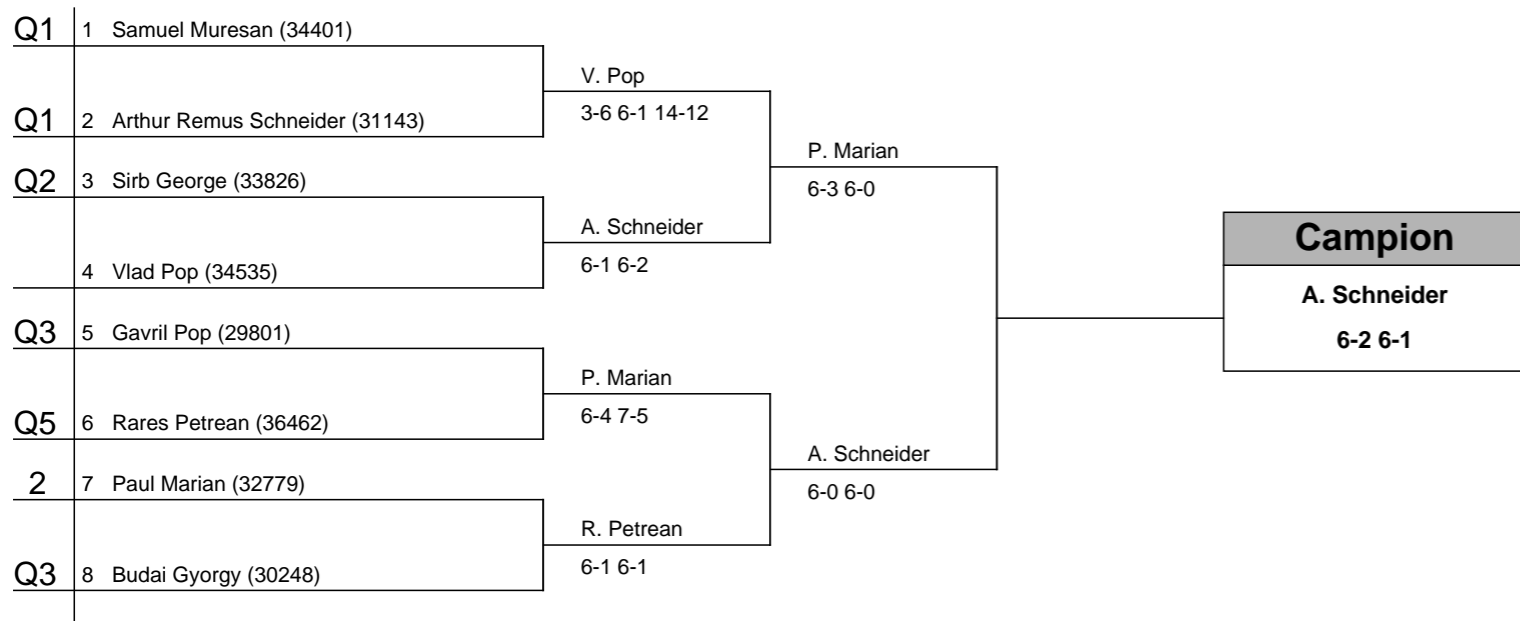 Q1 1 Samuel Muresan (34401)
V. Pop
3-6 6-1 14-12
Q1 2 Arthur Remus Schneider (31143)
P. Marian
6-3 6-0
Q2 3 Sirb George (33826)
A. Schneider
6-1 6-2
4 Vlad Pop (34535)
Campion
A. Schneider
6-2 6-1
Q3 5 Gavril Pop (29801)
P. Marian
6-4 7-5
Q5 6 Rares Petrean (36462)
A. Schneider
6-0 6-0
2 7 Paul Marian (32779)
R. Petrean
6-1 6-1
Q3 8 Budai Gyorgy (30248)